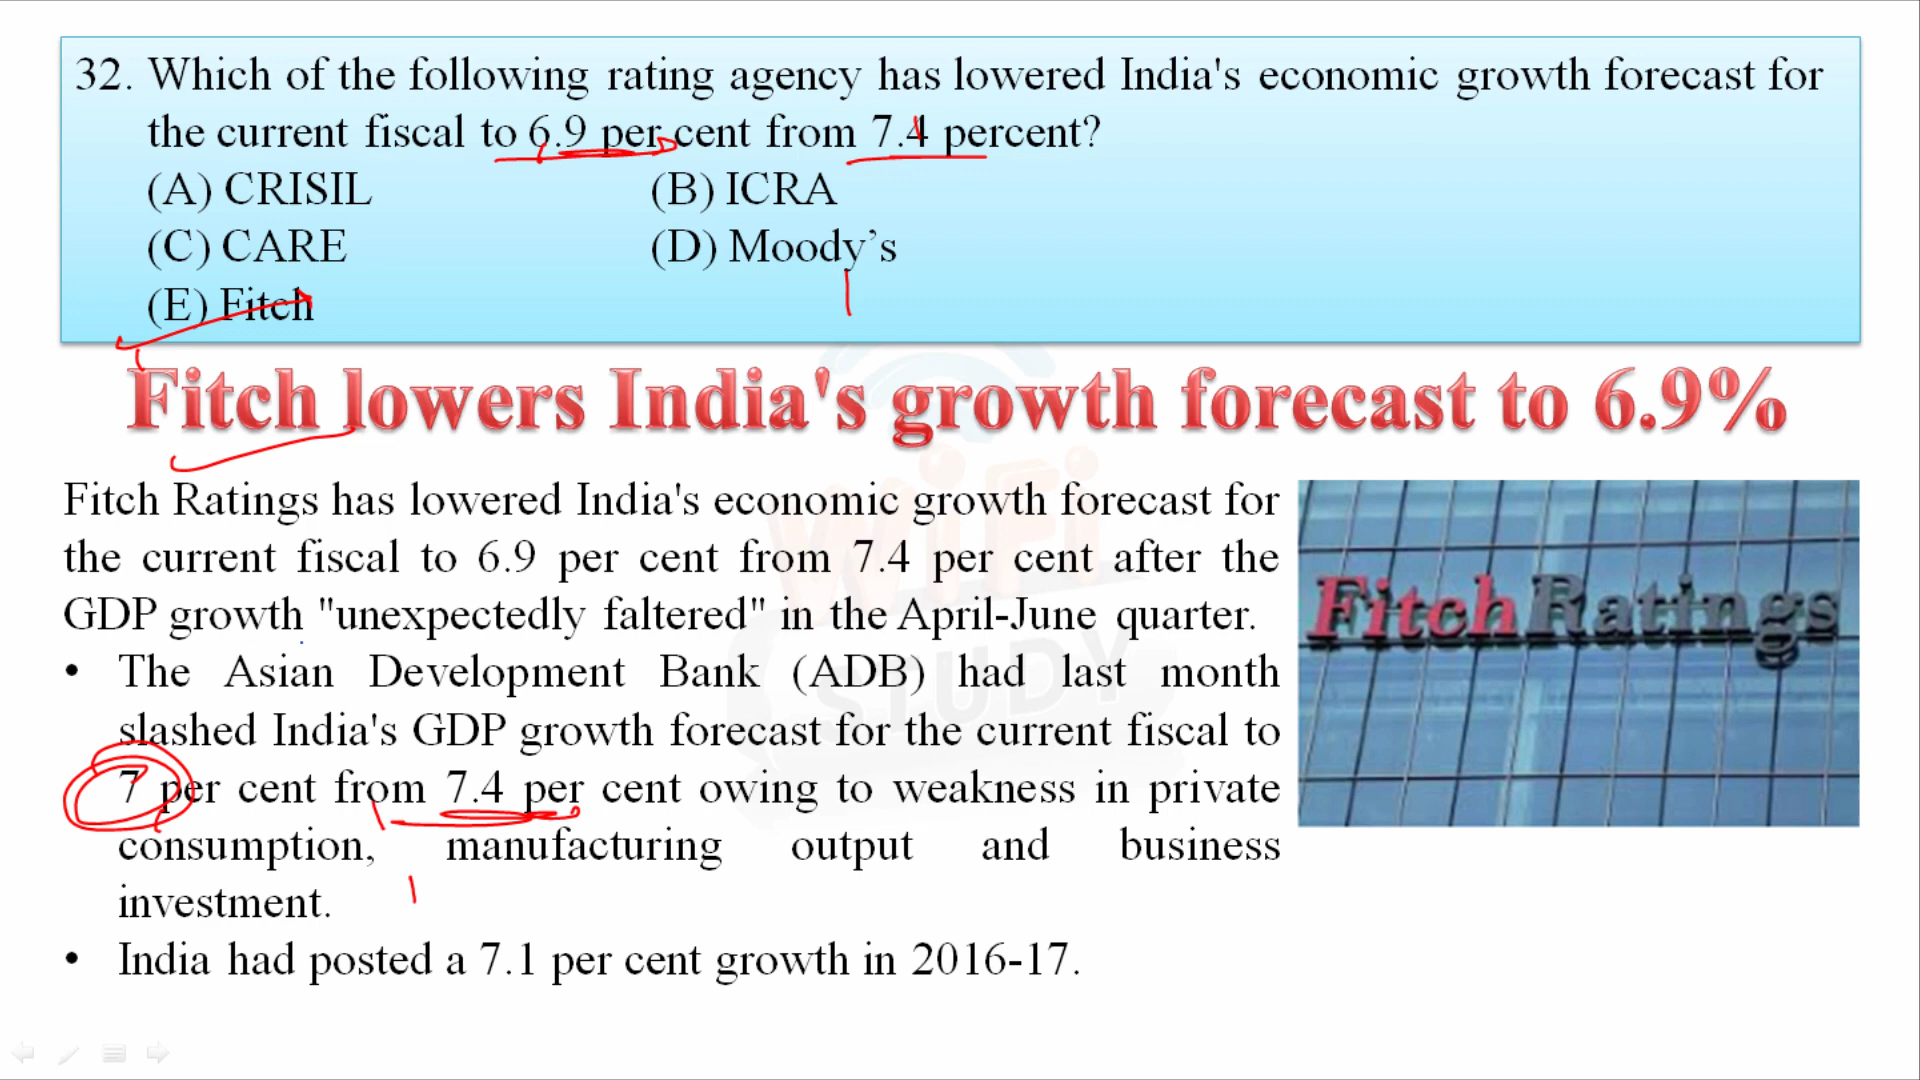 32. Which of the following rating agency has lowered India's economic growth forecast for
the current fiscal to 6.9 per cent from 7.4 percent?
(A) CRISIL (B) ICRA
(C) CARE (D) Moody’s
(E) Fitch
Fitch lowers India's growth forecast to 6.9%
Fitch Ratings has lowered India's economic growth forecast for
the current fiscal to 6.9 per cent from 7.4 per cent after the
GDP growth "unexpectedly faltered" in the April-June quarter.
• The Asian Development Bank (ADB) had last month
slashed India's GDP growth forecast for the current fiscal to
7 per cent from 7.4 per cent owing to weakness in private
consumption, manufacturing output and business
investment.
• India had posted a 7.1 per cent growth in 2016-17.
FitchRatings
WiFi
STUDY